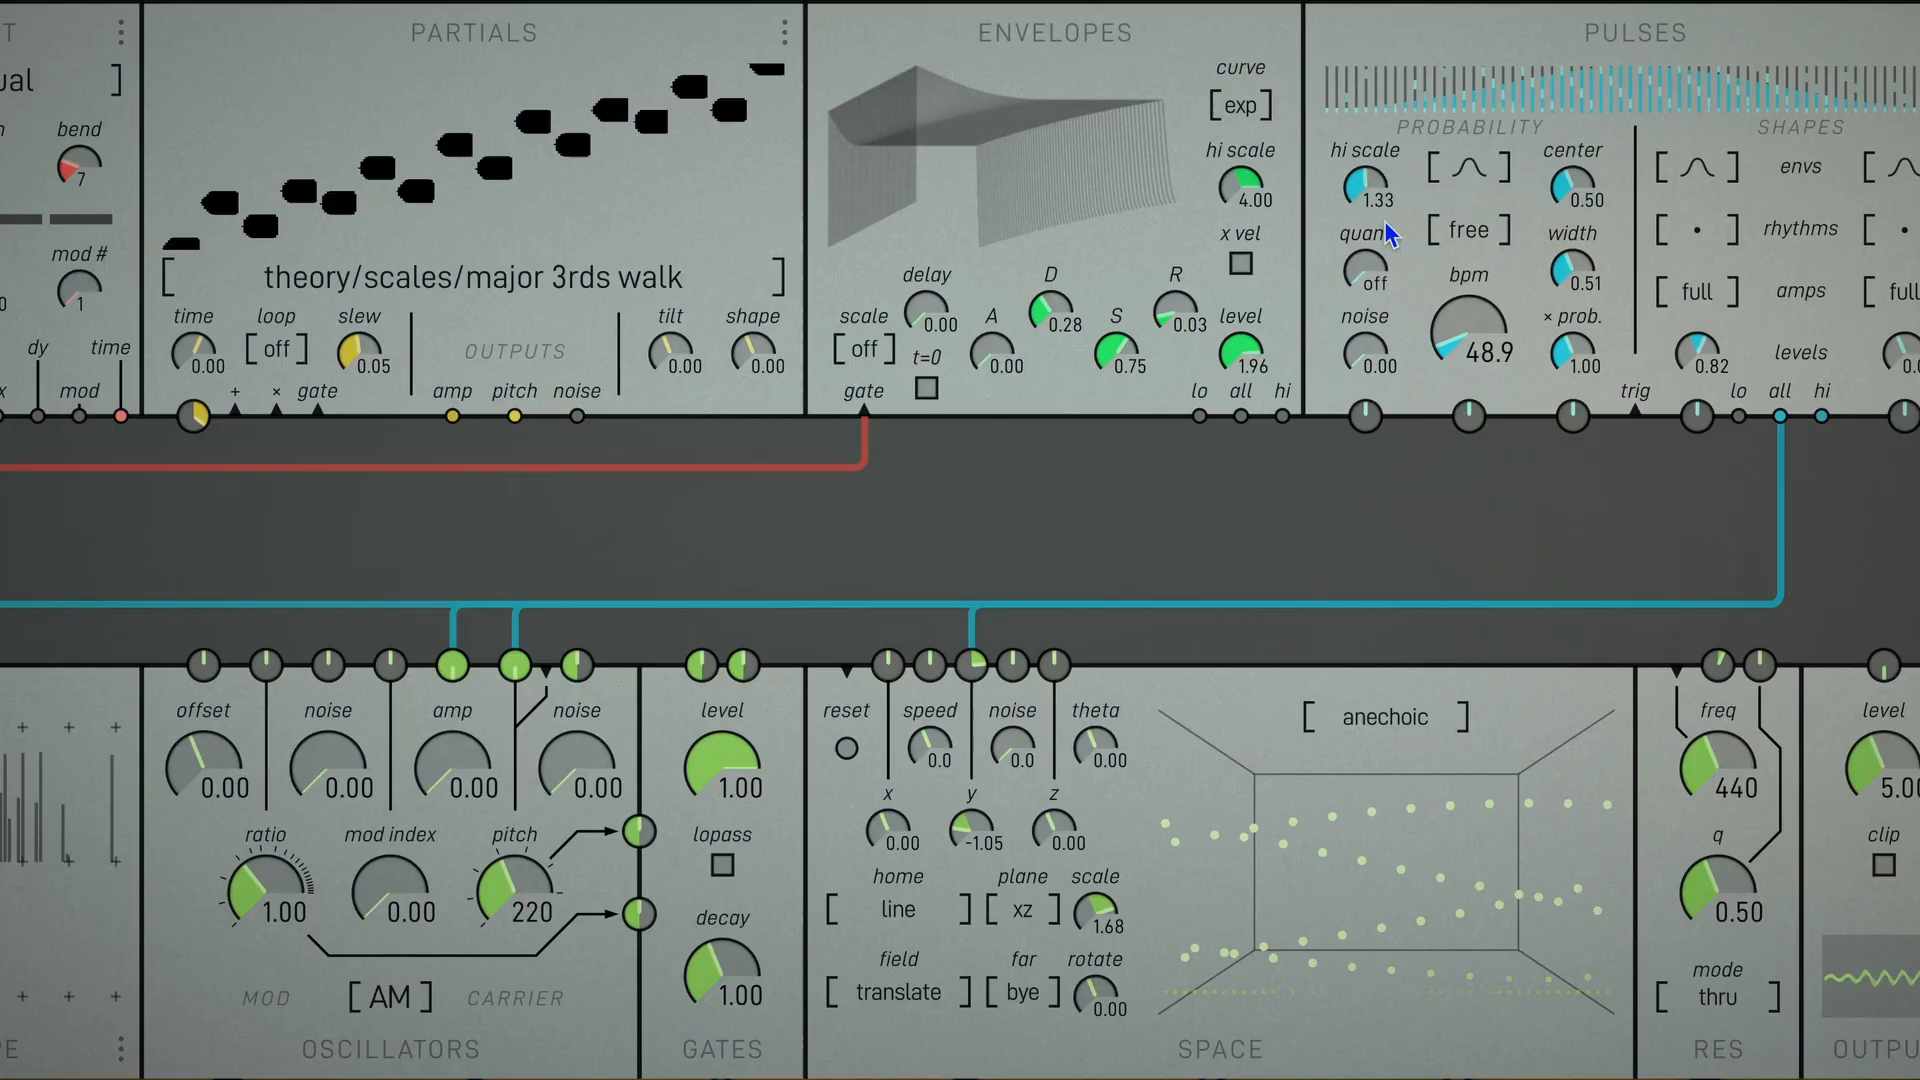 T
PARTIALS
ENVELOPES
PULSES
ual ]
bend
7
mod #
1
dy
time
x
mod
[ theory/scales/major 3rds walk ]
time
0.00
loop
[ off ]
slew
0.05
OUTPUTS
tilt
0.00
shape
0.00
+
×
gate
amp
pitch
noise
curve
[ exp ]
hi scale
4.00
x vel
delay
0.00
D
0.28
R
0.03
scale
[ off ]
A
0.00
S
0.75
level
1.96
t=0
gate
lo
all
hi
PROBABILITY
SHAPES
hi scale
1.33
center
0.50
envs
quan
off
[ free ]
width
0.51
rhythms
bpm
48.9
[ full ]
amps
[ full
noise
0.00
× prob.
1.00
0.82
levels
0.0
trig
lo
all
hi
offset
0.00
noise
0.00
amp
0.00
noise
0.00
ratio
1.00
mod index
0.00
pitch
220
MOD
[ AM ]
CARRIER
level
1.00
lopass
decay
1.00
reset
speed
0.0
noise
0.0
theta
0.00
x
0.00
y
-1.05
z
0.00
home
[ line ]
plane
[ xz ]
scale
1.68
field
[ translate ]
far
[ bye ]
rotate
0.00
[ anechoic ]
freq
440
q
0.50
mode
[ thru ]
level
5.00
clip
PE
OSCILLATORS
GATES
SPACE
RES
OUTPU